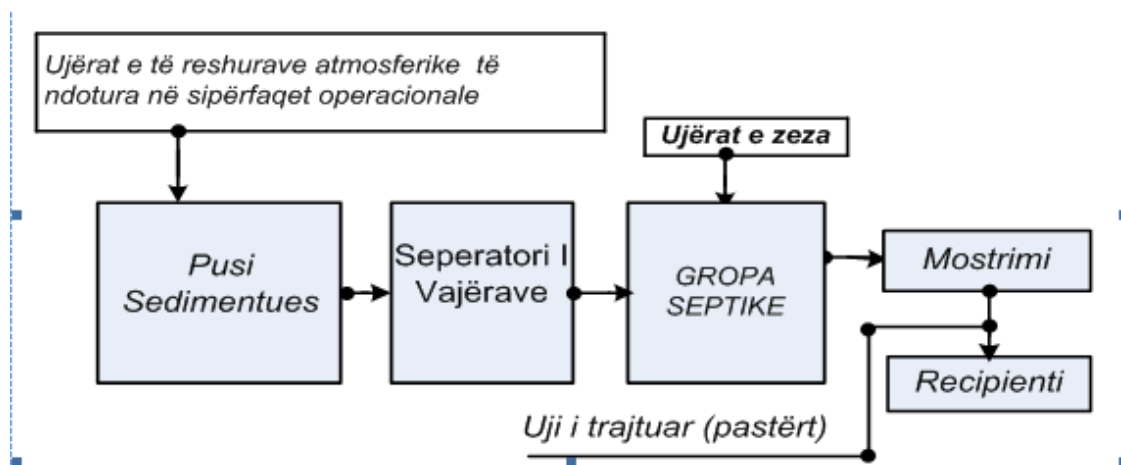 Ujërat e të reshurave atmosferike të
ndotura në sipërfaqet operacionale
Ujërat e zeza
Pusi
Sedimentues
Seperatori I
Vajërave
GROPA
SEPTIKE
Mostrimi
Recipienti
Uji i trajtuar (pastërt)